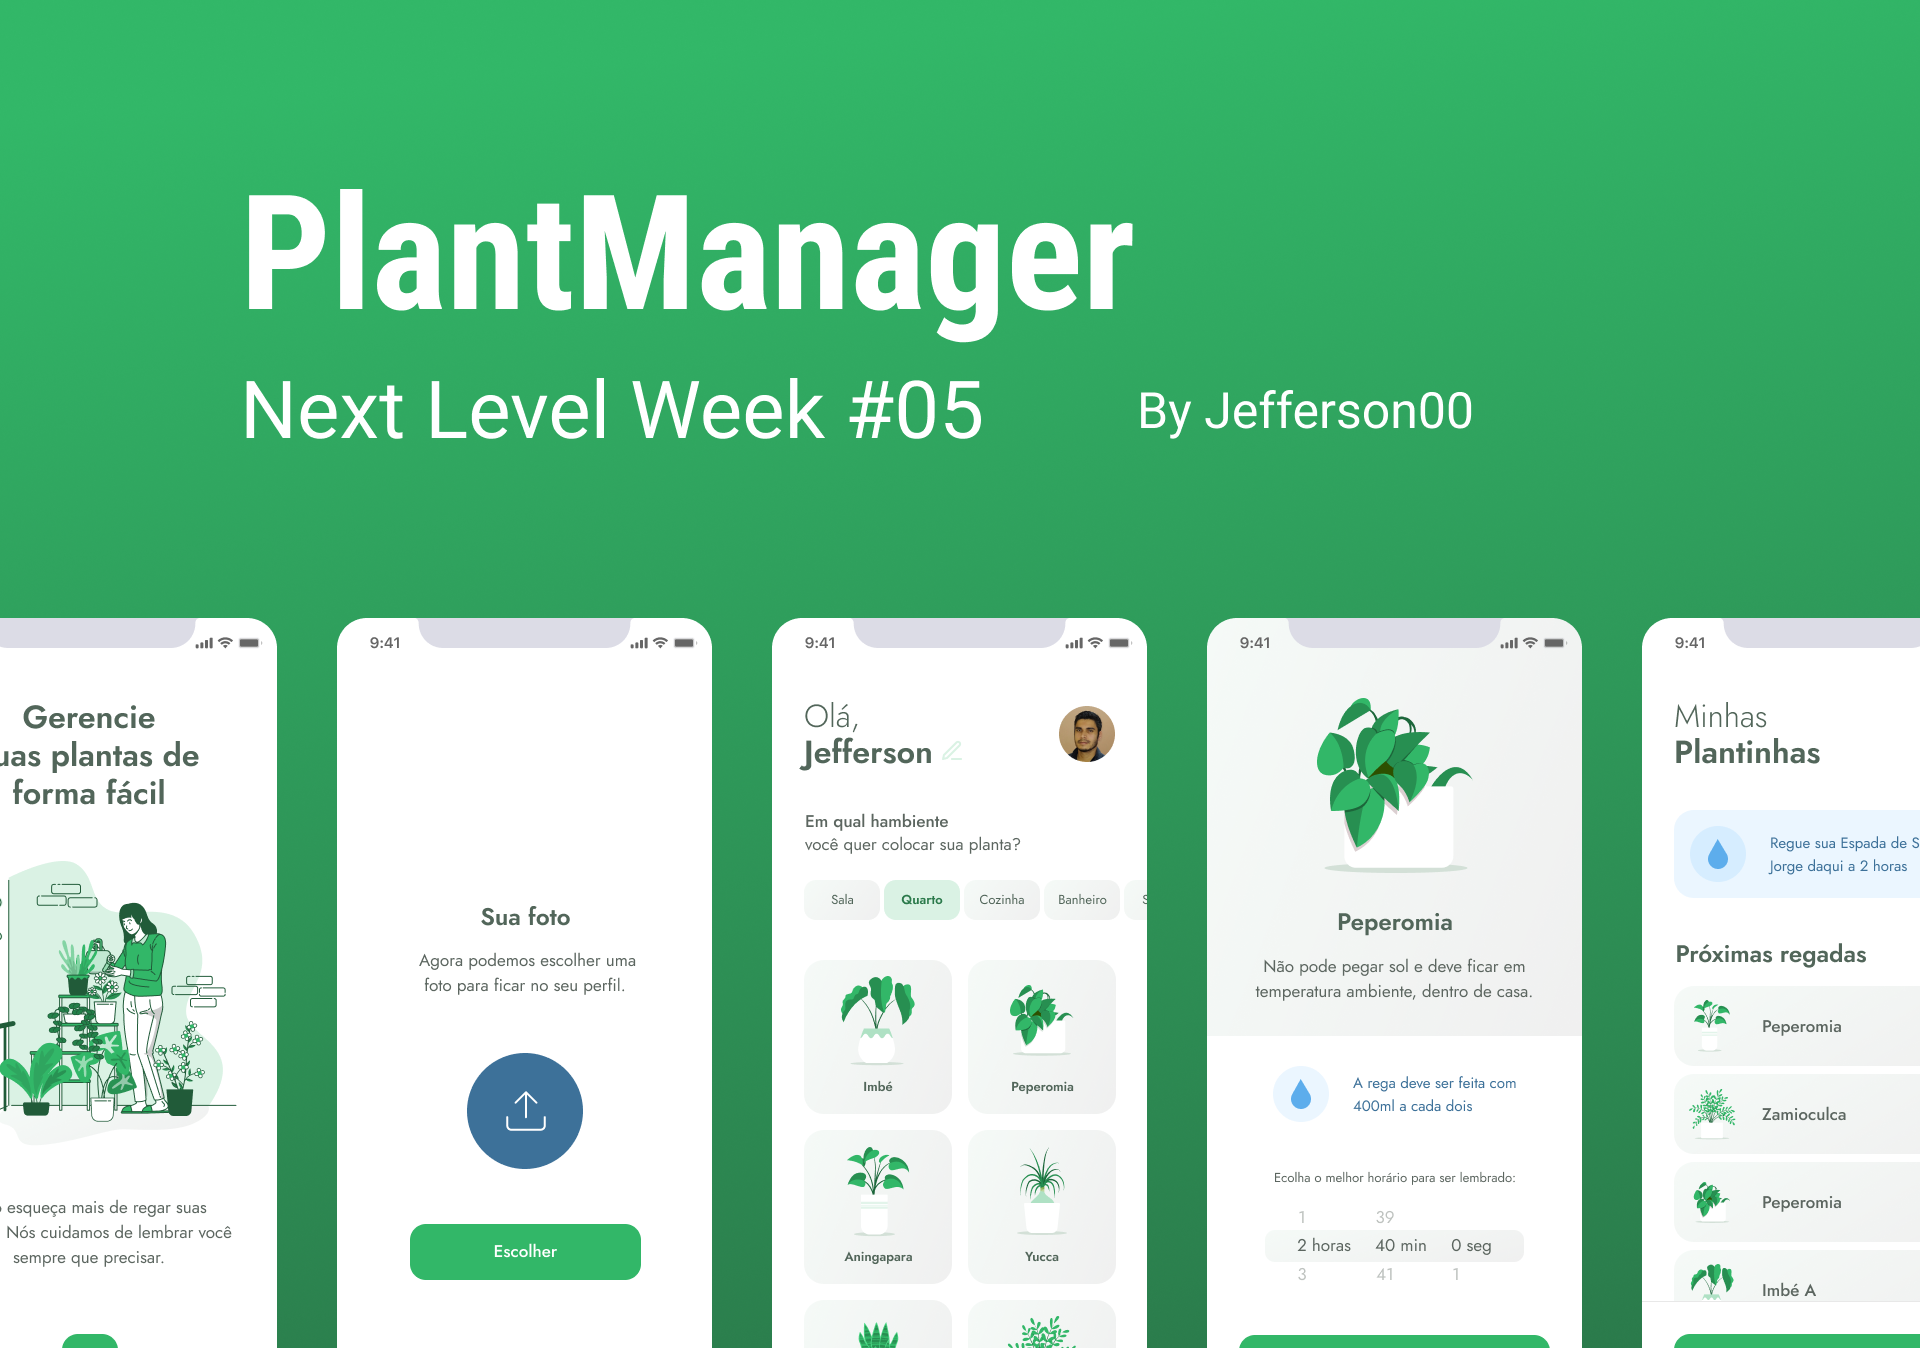 PlantManager
Next Level Week #05
By Jefferson00
Gerencie
uas plantas de
forma fácil
esqueça mais de regar suas
Nós cuidamos de lembrar você
sempre que precisar.
9:41
Sua foto
Agora podemos escolher uma
foto para ficar no seu perfil.
Escolher
9:41
Olá,
Jefferson
Em qual hambiente
você quer colocar sua planta?
Sala
Quarto
Cozinha
Banheiro
Imbé
Peperomia
Aningapara
Yucca
9:41
Peperomia
Não pode pegar sol e deve ficar em
temperatura ambiente, dentro de casa.
A rega deve ser feita com
400ml a cada dois
Ecolha o melhor horário para ser lembrado:
1 39
2 horas 40 min 0 seg
3 41 1
9:41
Minhas
Plantinhas
Regue sua Espada de S
Jorge daqui a 2 horas
Próximas regadas
Peperomia
Zamioculca
Peperomia
Imbé A